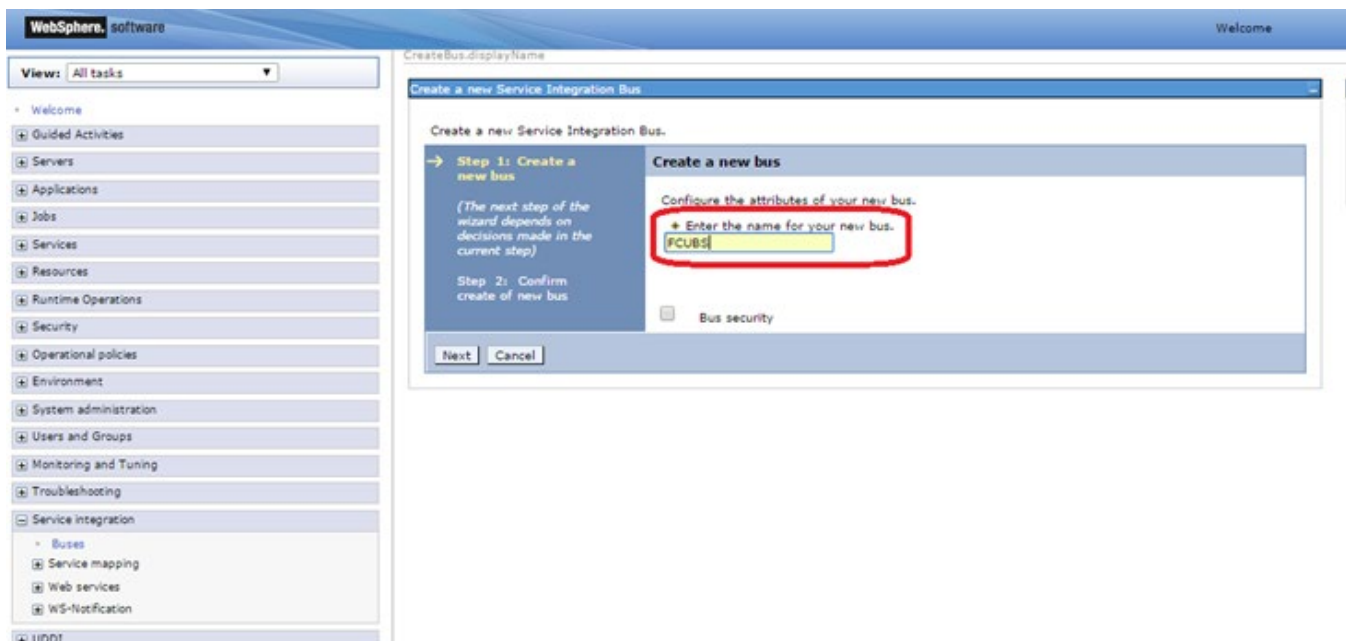 WebSphere. software
Welcome
View: All tasks
Welcome
Guided Activities
Servers
Applications
Jobs
Services
Resources
Runtime Operations
Security
Operational policies
Environment
System administration
Users and Groups
Monitoring and Tuning
Troubleshooting
Service integration
Buses
Service mapping
Web services
WS-Notification
UDDI
CreateBus.displayName
Create a new Service Integration Bus
Create a new Service Integration Bus.
Step 1: Create a
new bus
(The next step of the
wizard depends on
decisions made in the
current step)
Step 2: Confirm
create of new bus
Create a new bus
Configure the attributes of your new bus.
Enter the name for your new bus.
FCUBS
Bus security
Next Cancel